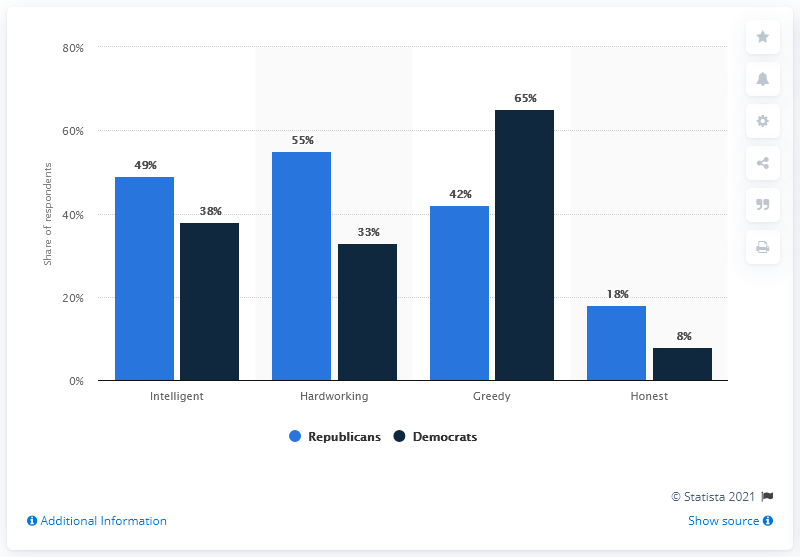 80%
60%
40%
20%
0%
Share of respondents
49%
38%
55%
33%
42%
65%
18%
8%
Intelligent
Hardworking
Greedy
Honest
Republicans
Democrats
© Statista 2021
Additional Information
Show source